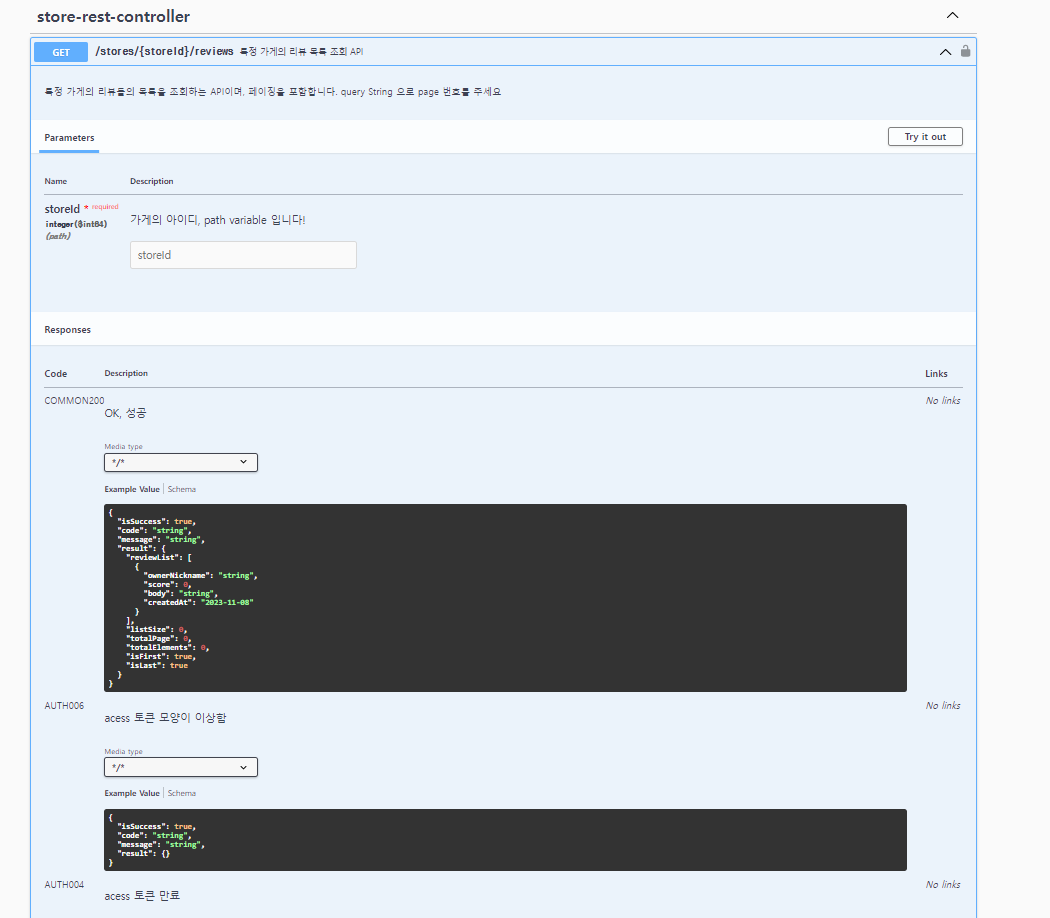 store-rest-controller
GET /stores/{storeId}/reviews 특정 가게의 리뷰 목록 조회 API
특정 가게의 리뷰들의 목록을 조회하는 API이며, 페이징을 포함합니다. query String 으로 page 번호를 주세요
Parameters
Try it out
Name Description
storeId * required
integer($int64)
(path)
가게의 아이디, path variable 입니다!
storeId
Responses
Code Description Links
COMMON200
OK, 성공
No links
Media type
*/*
Example Value | Schema
{
"isSuccess": true,
"code": "string",
"message": "string",
"result": {
"reviewList": [
{
"ownerNickname": "string",
"score": 0,
"body": "string",
"createdAt": "2023-11-08"
}
],
"listSize": 0,
"totalPage": 0,
"totalElements": 0,
"isFirst": true,
"isLast": true
}
}
AUTH006
acess 토큰 모양이 이상함
No links
Media type
*/*
Example Value | Schema
{
"isSuccess": true,
"code": "string",
"message": "string",
"result": {}
}
AUTH004
acess 토큰 만료
No links